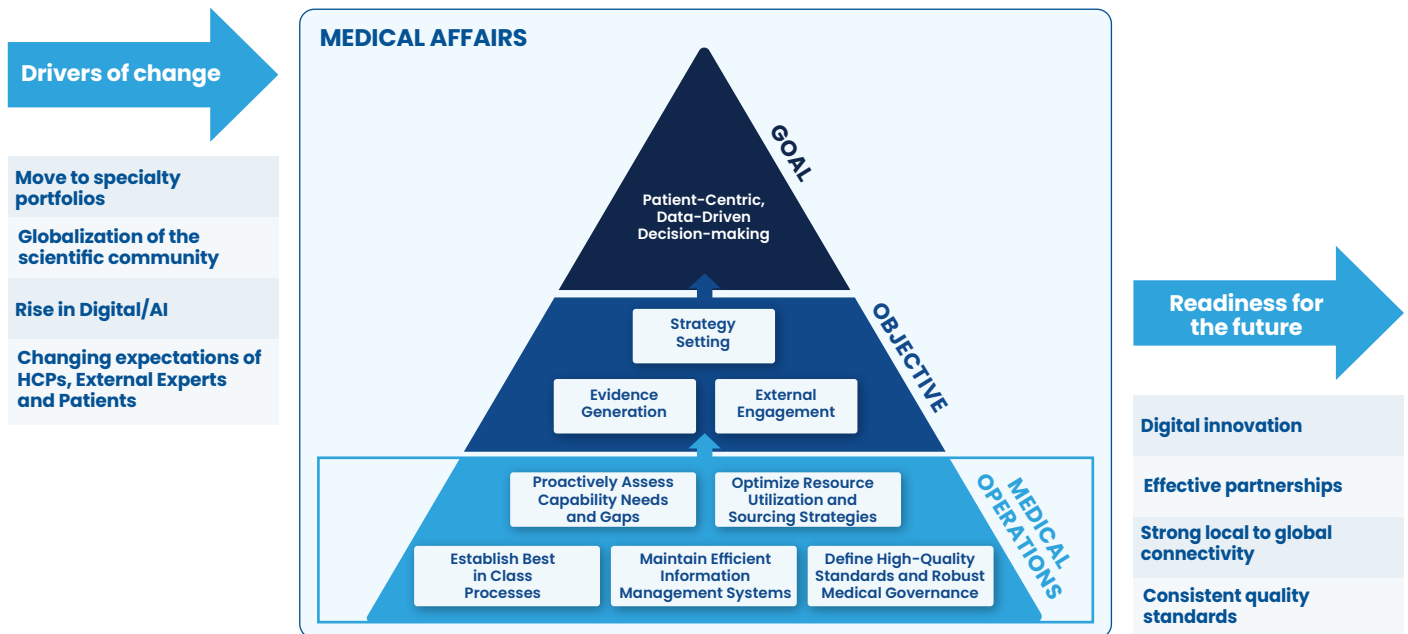 Drivers of change
Move to specialty
portfolios
Globalization of the
scientific community
Rise in Digital/AI
Changing expectations of
HCPs, External Experts
and Patients
MEDICAL AFFAIRS
GOAL
Patient-Centric,
Data-Driven
Decision-making
OBJECTIVE
Strategy
Setting
Evidence
Generation
External
Engagement
MEDICAL
OPERATIONS
Proactively Assess
Capability Needs
and Gaps
Optimize Resource
Utilization and
Sourcing Strategies
Establish Best
in Class
Processes
Maintain Efficient
Information
Management Systems
Define High-Quality
Standards and Robust
Medical Governance
Readiness for
the future
Digital innovation
Effective partnerships
Strong local to global
connectivity
Consistent quality
standards